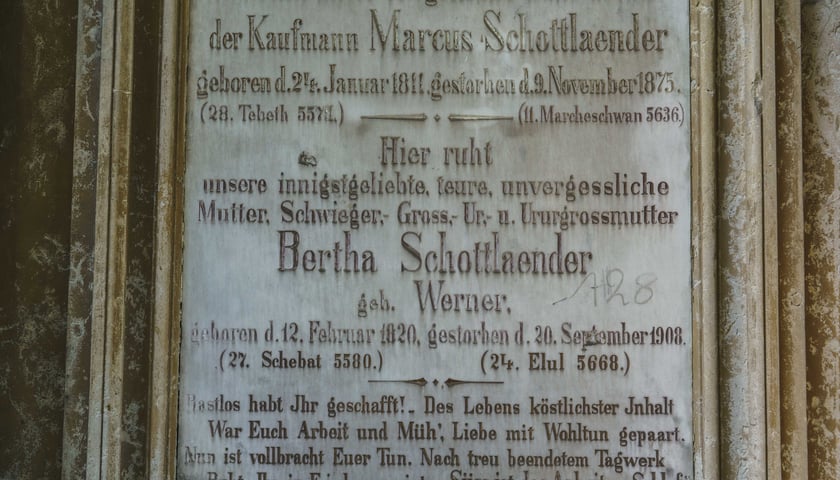 der Kaufmann Marcus Schottlaender
geboren d. 24. Januar 1811, gestorben d. 9. November 1875.
(28. Tebeth 5571.) (11. Marcheschwan 5636.)
Hier ruht
unsere innigstgeliebte, teure, unvergessliche
Mutter, Schwieger,- Gross,- Ur,- u. Ururgrossmutter
Bertha Schottlaender
geb. Werner,
428
geboren d. 12. Februar 1820, gestorben d. 20. September 1908.
(27. Schebat 5580.) (24. Elul 5668.)
Rastlos habt Jhr geschafft!.. Des Lebens köstlichster Jnhalt
War Euch Arbeit und Müh', Liebe mit Wohltun gepaart.
Nun ist vollbracht Euer Tun. Nach treu beendetem Tagwerk